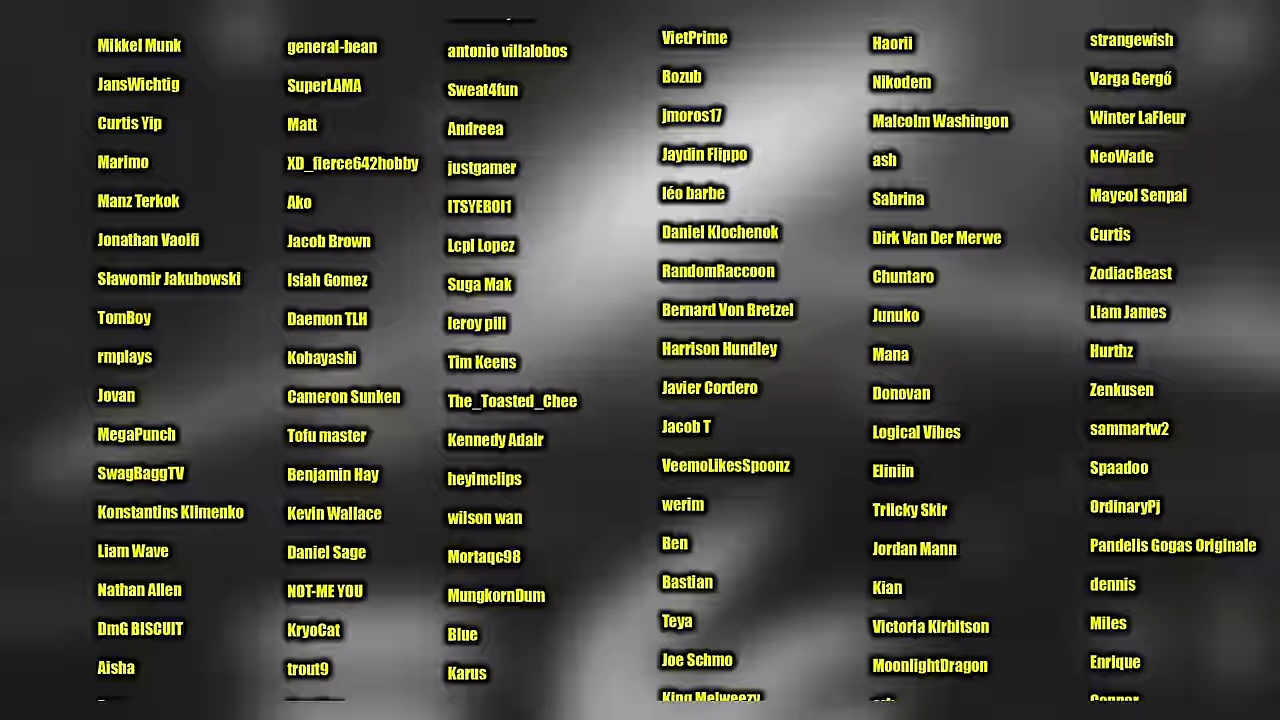 Mikkel Munk
JansWichtig
Curtis Yip
Marimo
Manz Terkok
Jonathan Vaoifi
Sławomir Jakubowski
TomBoy
rmplays
Jovan
MegaPunch
SwagBaggTV
Konstantins Klimenko
Liam Wave
Nathan Allen
DmG BISCUIT
Aisha
general-bean
SuperLAMA
Matt
XD_fierce642hobby
Ako
Jacob Brown
Isiah Gomez
Daemon TLH
Kobayashi
Cameron Sunken
Tofu master
Benjamin Hay
Kevin Wallace
Daniel Sage
NOT-ME YOU
KryoCat
trout9
antonio villalobos
Sweat4fun
Andreea
justgamer
ITSYEBOI1
Lcpl Lopez
Suga Mak
leroy pili
Tim Keens
The_Toasted_Chee
Kennedy Adair
heyimclips
wilson wan
Mortaqc98
MungkornDum
Blue
Karus
VietPrime
Bozub
jmoros17
Jaydin Flippo
léo barbe
Daniel Klochenok
RandomRaccoon
Bernard Von Bretzel
Harrison Hundley
Javier Cordero
Jacob T
VeemoLikesSpoonz
werim
Ben
Bastian
Teya
Joe Schmo
King Melweezy
Haorii
Nikodem
Malcolm Washingon
ash
Sabrina
Dirk Van Der Merwe
Chuntaro
Junuko
Mana
Donovan
Logical Vibes
Eliniin
Triicky Skir
Jordan Mann
Kian
Victoria Kirbitson
MoonlightDragon
strangewish
Varga Gergő
Winter LaFleur
NeoWade
Maycol Senpai
Curtis
ZodiacBeast
Liam James
Hurthz
Zenkusen
sammartw2
Spaadoo
OrdinaryPj
Pandelis Gogas Originale
dennis
Miles
Enrique